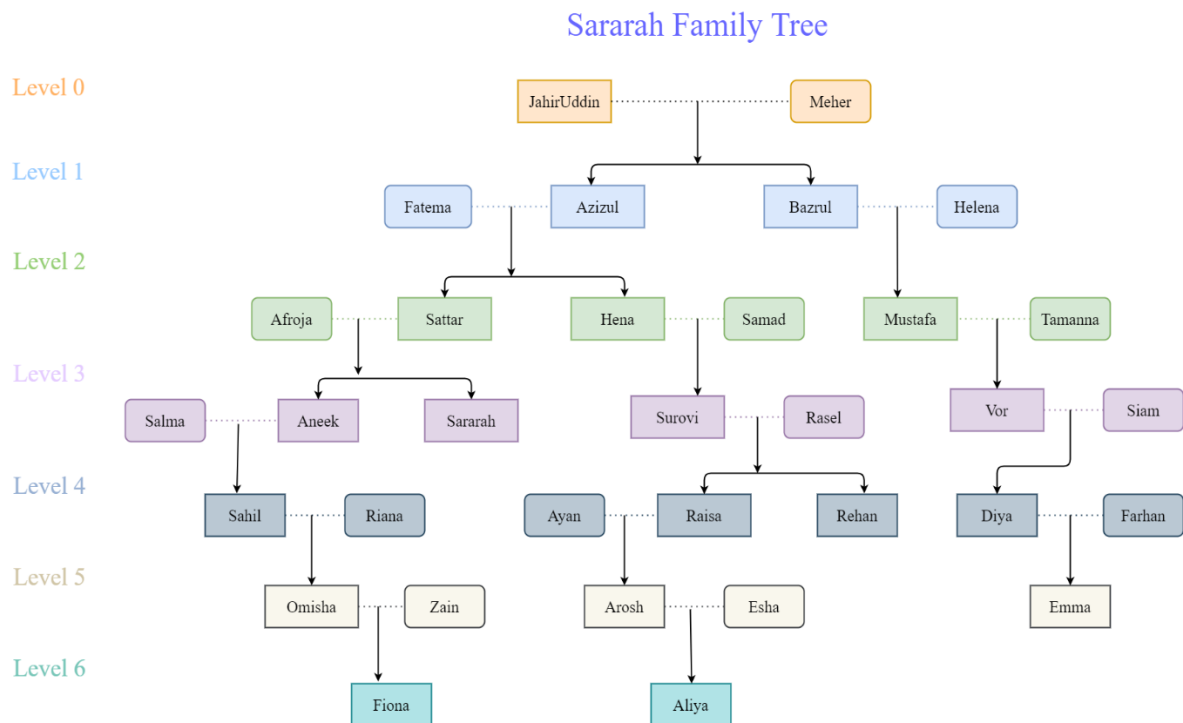 Sararah Family Tree
Level 0
JahirUddin
Meher
Level 1
Fatema
Azizul
Bazrul
Helena
Level 2
Afroja
Sattar
Hena
Samad
Mustafa
Tamanna
Level 3
Salma
Aneek
Sararah
Surovi
Rasel
Vor
Siam
Level 4
Sahil
Riana
Ayan
Raisa
Rehan
Diya
Farhan
Level 5
Omisha
Zain
Arosh
Esha
Emma
Level 6
Fiona
Aliya